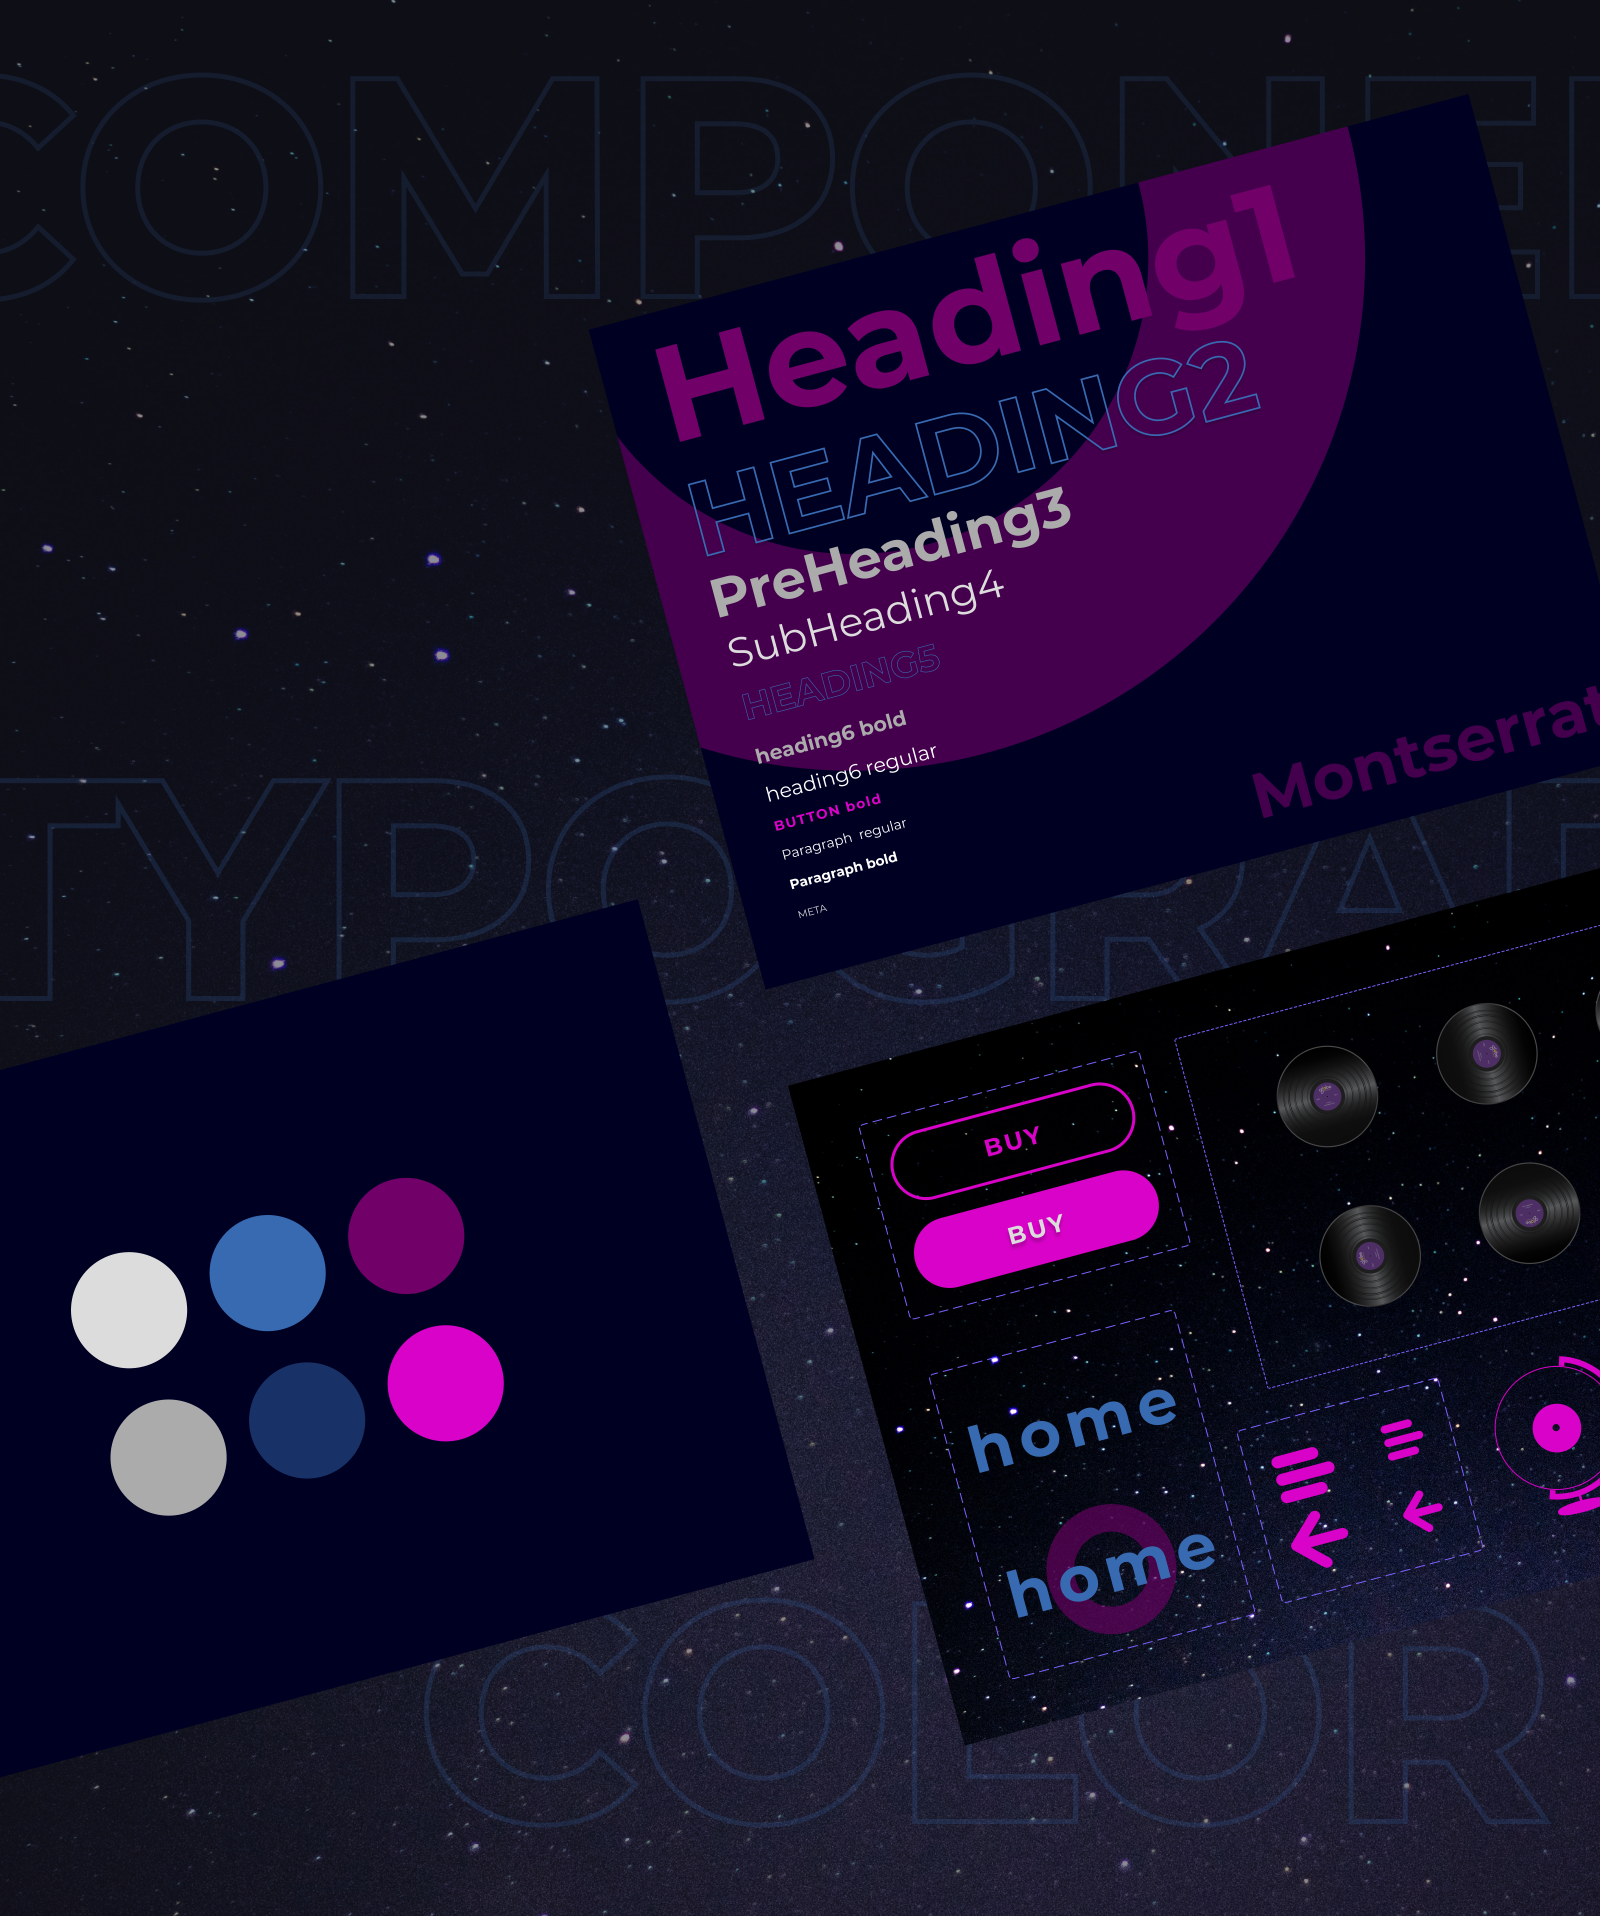 COMPONE
Heading1
HEADING2
PreHeading3
SubHeading4
HEADING5
heading6 bold
heading6 regular
BUTTON bold
Paragraph regular
Paragraph bold
META
Montserrat
TYPOGRAP
BUY
BUY
home
home
COLOR